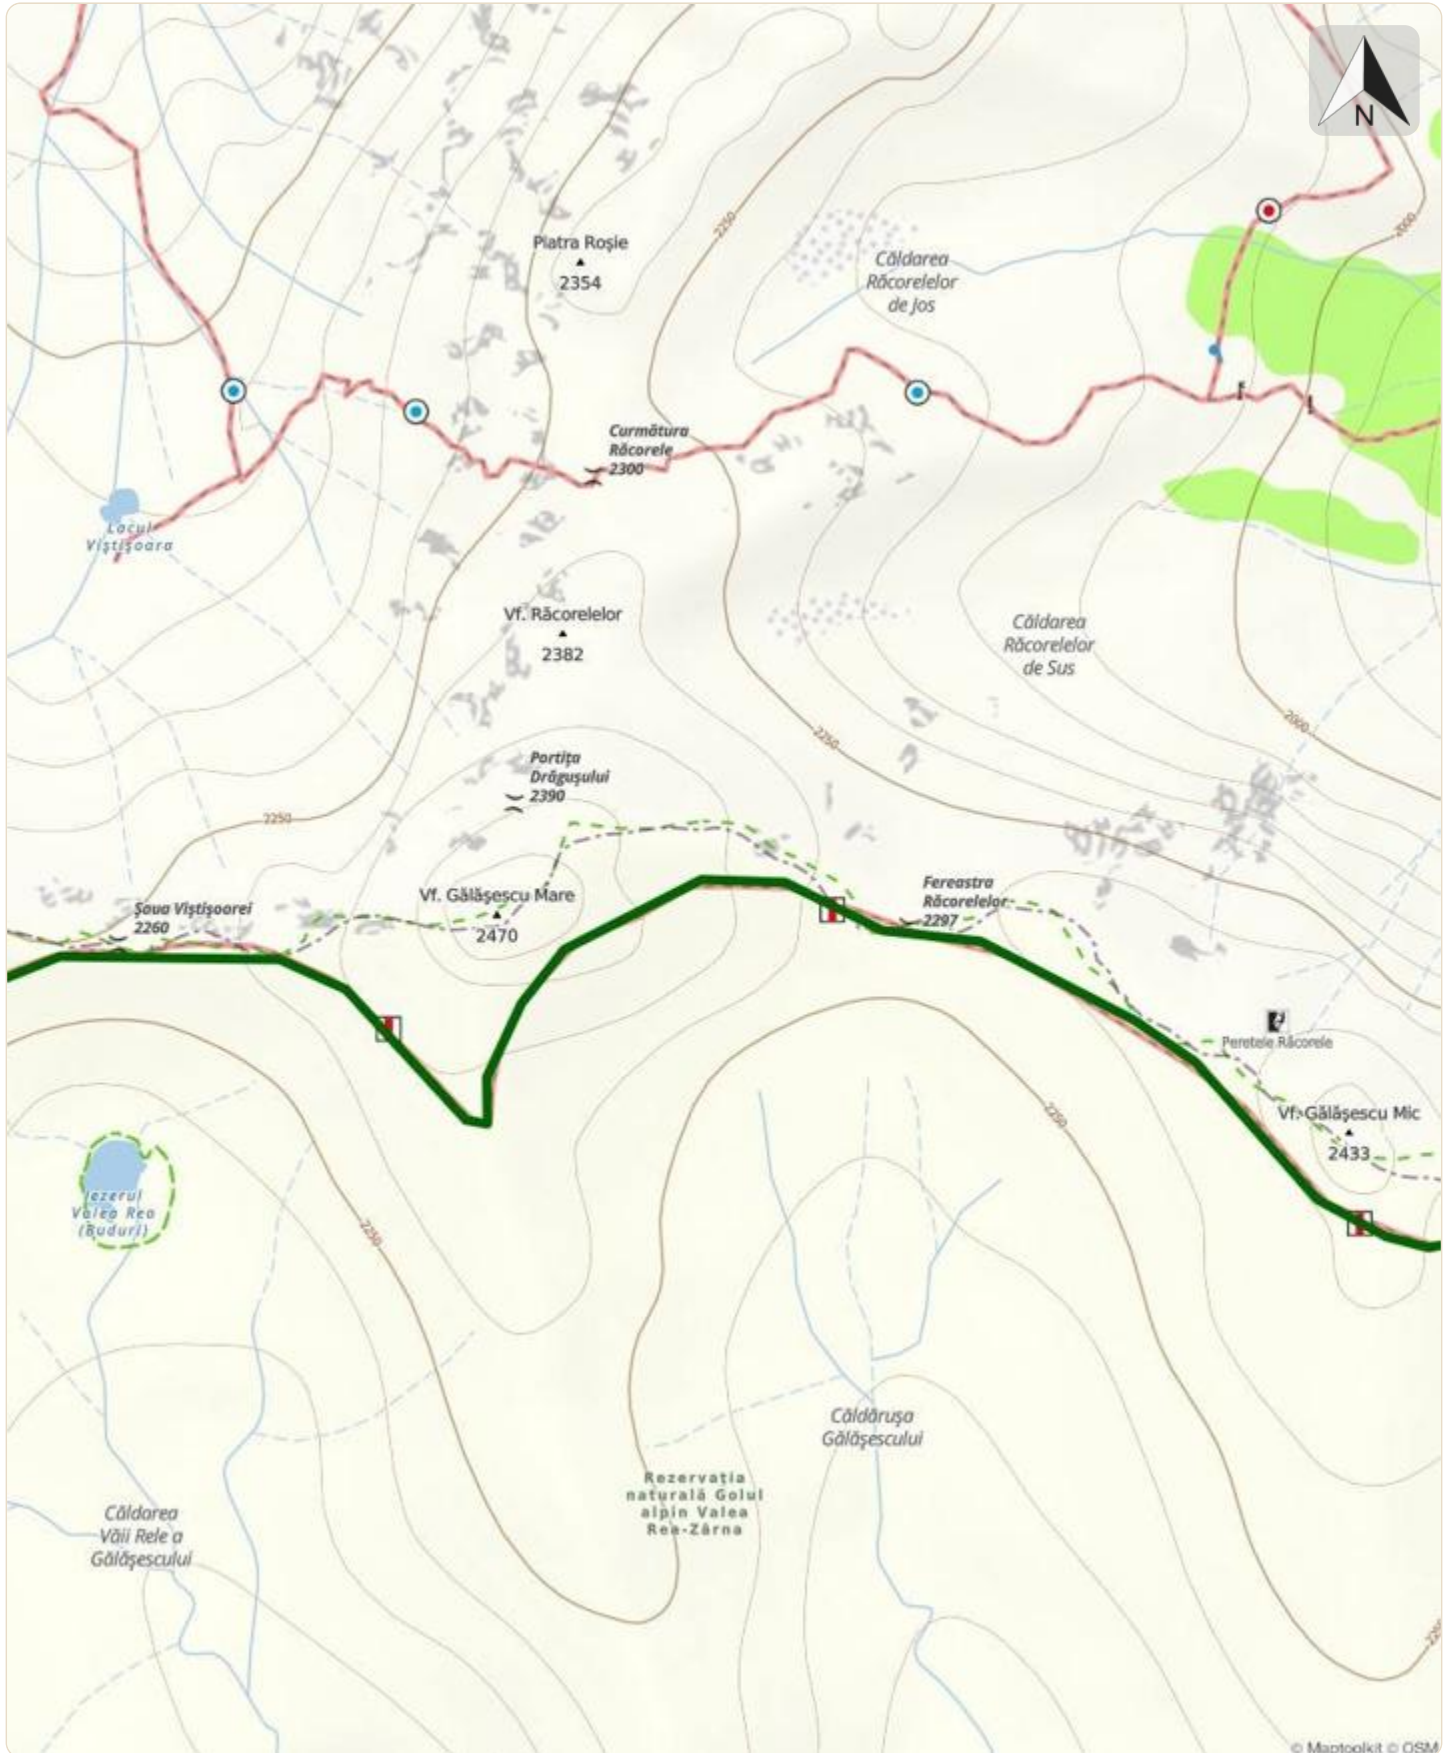 N
2250
2000
Piatra Roșie
2354
Căldarea
Răcorelelor
de Jos
Curmătura
Răcorele
2300
Lacul
Viștișoara
Vf. Răcorelelor
2382
Căldarea
Răcorelelor
de Sus
2000
2250
Portița
Drăgușului
2390
2250
Vf. Gălășescu Mare
2470
Fereastra
Răcorelelor
2297
Șaua Viștișoarei
2260
Peretele Răcorele
Vf. Gălășescu Mic
2433
2250
Iezerul
Valea Rea
(Buduri)
2250
Căldărușa
Gălășescului
Rezervația
naturală Golul
alpin Valea
Rea-Zârna
Căldarea
Văii Rele a
Gălășescului
© Maptoolkit © OSM